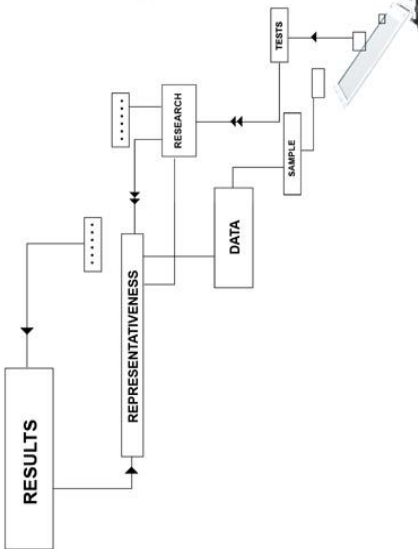 RESULTS
REPRESENTATIVENESS
RESEARCH
DATA
TESTS
SAMPLE